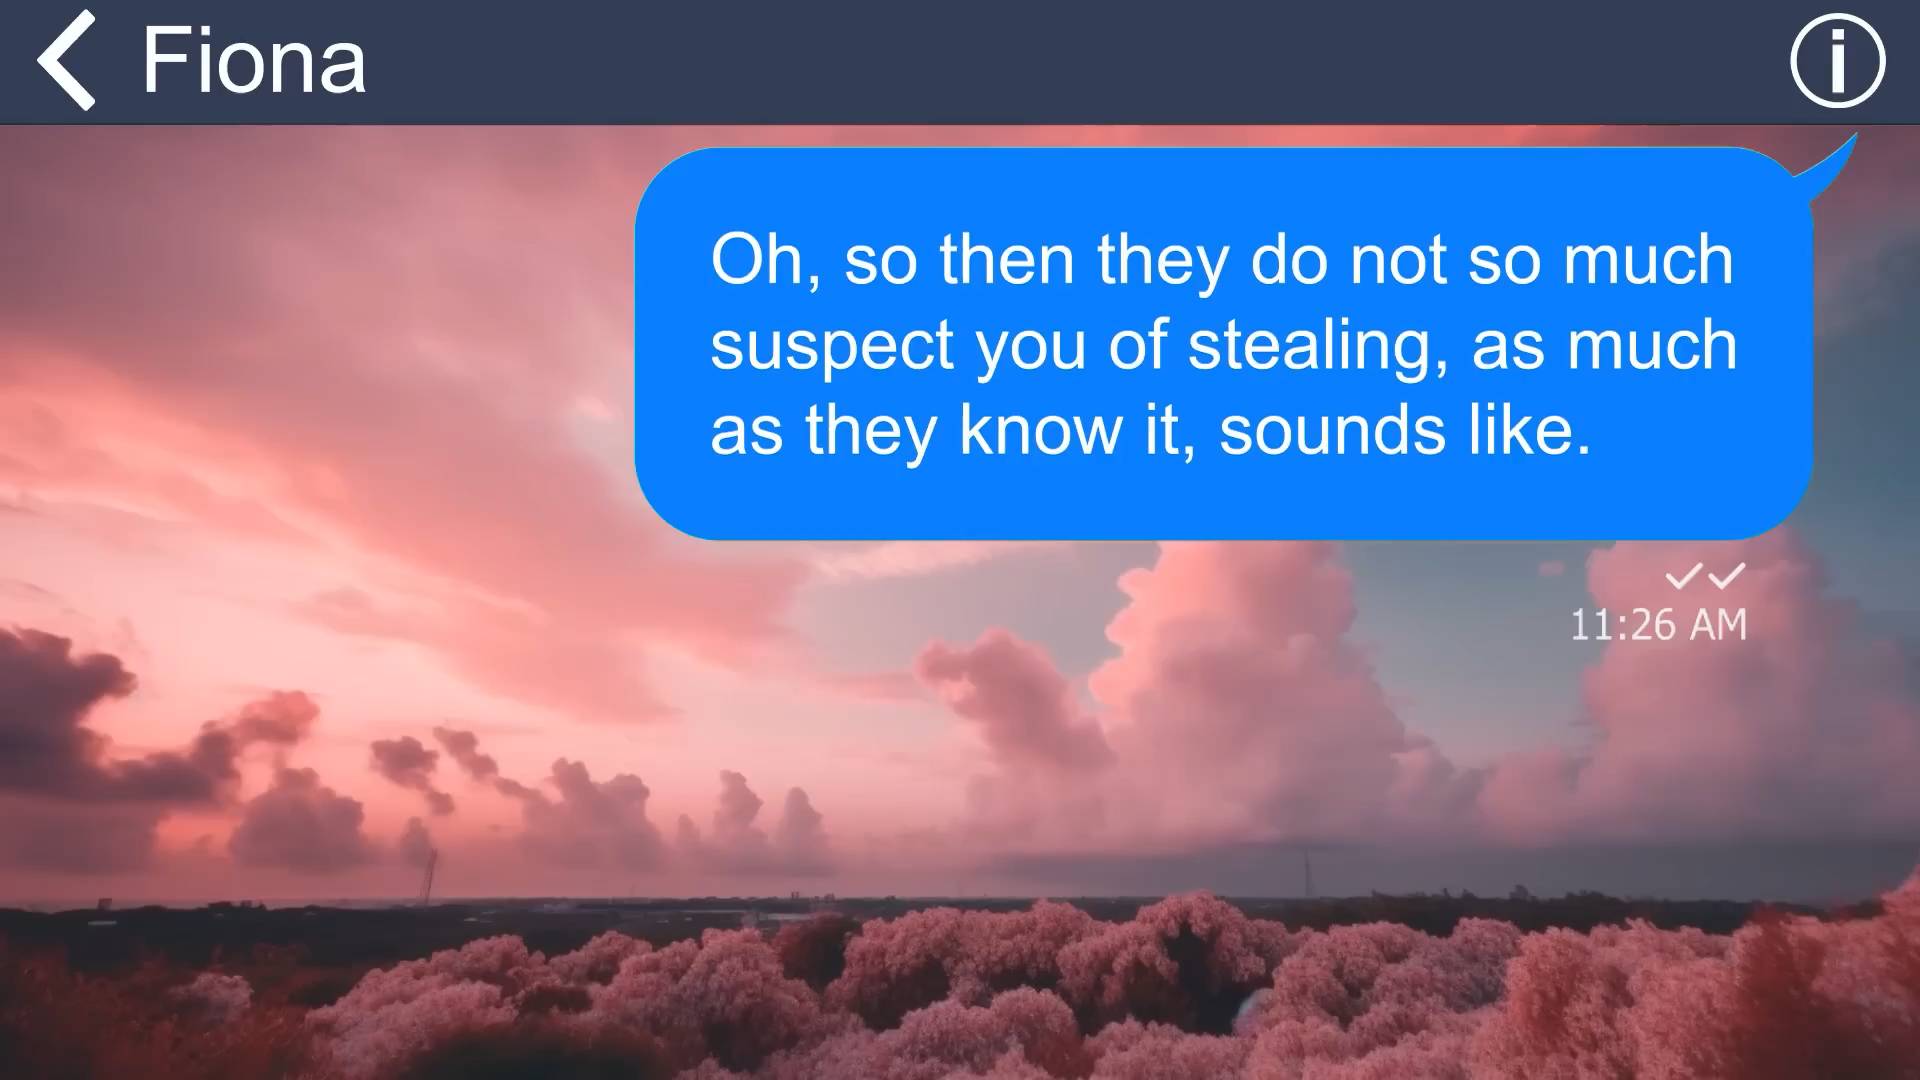 Fiona
Oh, so then they do not so much
suspect you of stealing, as much
as they know it, sounds like.
11:26 AM